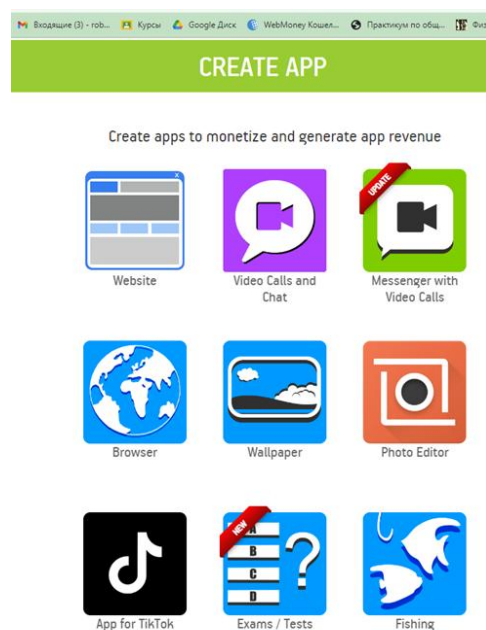 Входящие (3) - rob...
Курсы
Google Диск
WebMoney Кошел...
Практикум по общ...
Физ
CREATE APP
Create apps to monetize and generate app revenue
x
UPDATE
Website
Video Calls and
Chat
Messenger with
Video Calls
Browser
Wallpaper
Photo Editor
NEW
A
B
C
D
?
App for TikTok
Exams / Tests
Fishing